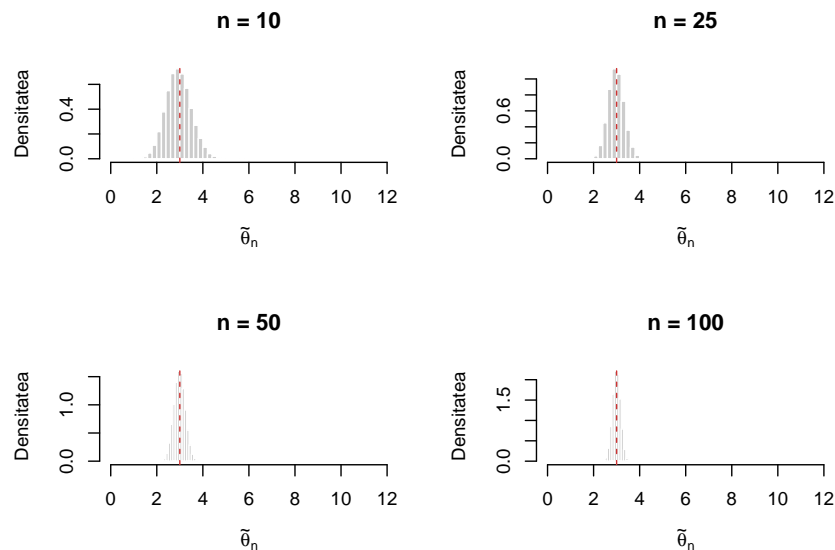 n = 10
Densitatea
0.0 0.4
0 2 4 6 8 10 12
θ̃n
n = 25
Densitatea
0.0 0.6
0 2 4 6 8 10 12
θ̃n
n = 50
Densitatea
0.0 1.0
0 2 4 6 8 10 12
θ̃n
n = 100
Densitatea
0.0 1.5
0 2 4 6 8 10 12
θ̃n